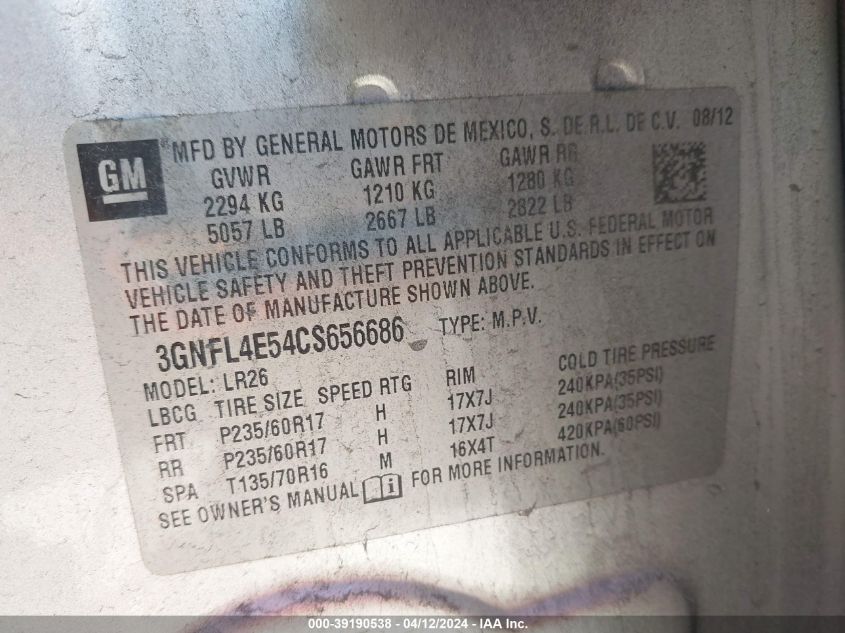 GM ® MFD BY GENERAL MOTORS DE MEXICO, S. DE R.L. DE C.V. 08/12
GVWR GAWR FRT GAWR RR
2294 KG 1210 KG 1280 KG
5057 LB 2667 LB 2822 LB
THIS VEHICLE CONFORMS TO ALL APPLICABLE U.S. FEDERAL MOTOR
VEHICLE SAFETY AND THEFT PREVENTION STANDARDS IN EFFECT ON
THE DATE OF MANUFACTURE SHOWN ABOVE.
3GNFL4E54CS656686 TYPE: M.P.V.
MODEL: LR26
LBCG TIRE SIZE SPEED RTG RIM COLD TIRE PRESSURE
FRT P235/60R17 H 17X7J 240KPA(35PSI)
RR P235/60R17 H 17X7J 240KPA(35PSI)
SPA T135/70R16 M 16X4T 420KPA(60PSI)
SEE OWNER'S MANUAL FOR MORE INFORMATION.
000-39190538 - 04/12/2024 - IAA Inc.